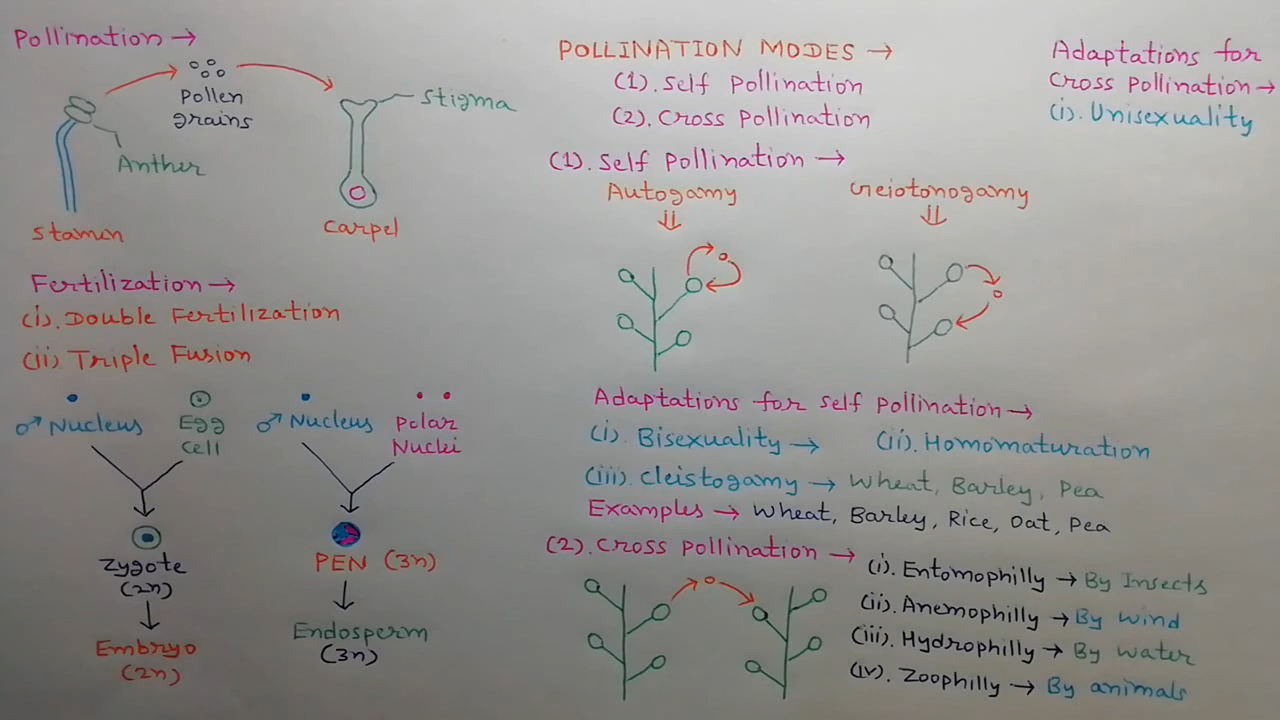 Pollination →
Pollen
grains
Stigma
Anther
Stamen
Carpel
Fertilization →
(i). Double Fertilization
(ii) Triple Fusion
♂ Nucleus
Egg
Cell
♂ Nucleus
Polar
Nuclei
Zygote
(2n)
PEN (3n)
Embryo
(2n)
Endosperm
(3n)
POLLINATION MODES →
(1). Self Pollination
(2). Cross Pollination
(1). Self Pollination →
Autogamy
Geiotonogamy
Adaptations for Self Pollination →
(i). Bisexuality →
(ii). Homomaturation
(iii). Cleistogamy → Wheat, Barley, Pea
Examples → Wheat, Barley, Rice, Oat, Pea
(2). Cross Pollination →
(i). Entomophilly → By Insects
(ii). Anemophilly → By wind
(iii). Hydrophilly → By water
(iv). Zoophilly → By animals
Adaptations for
Cross Pollination →
(i). Unisexuality